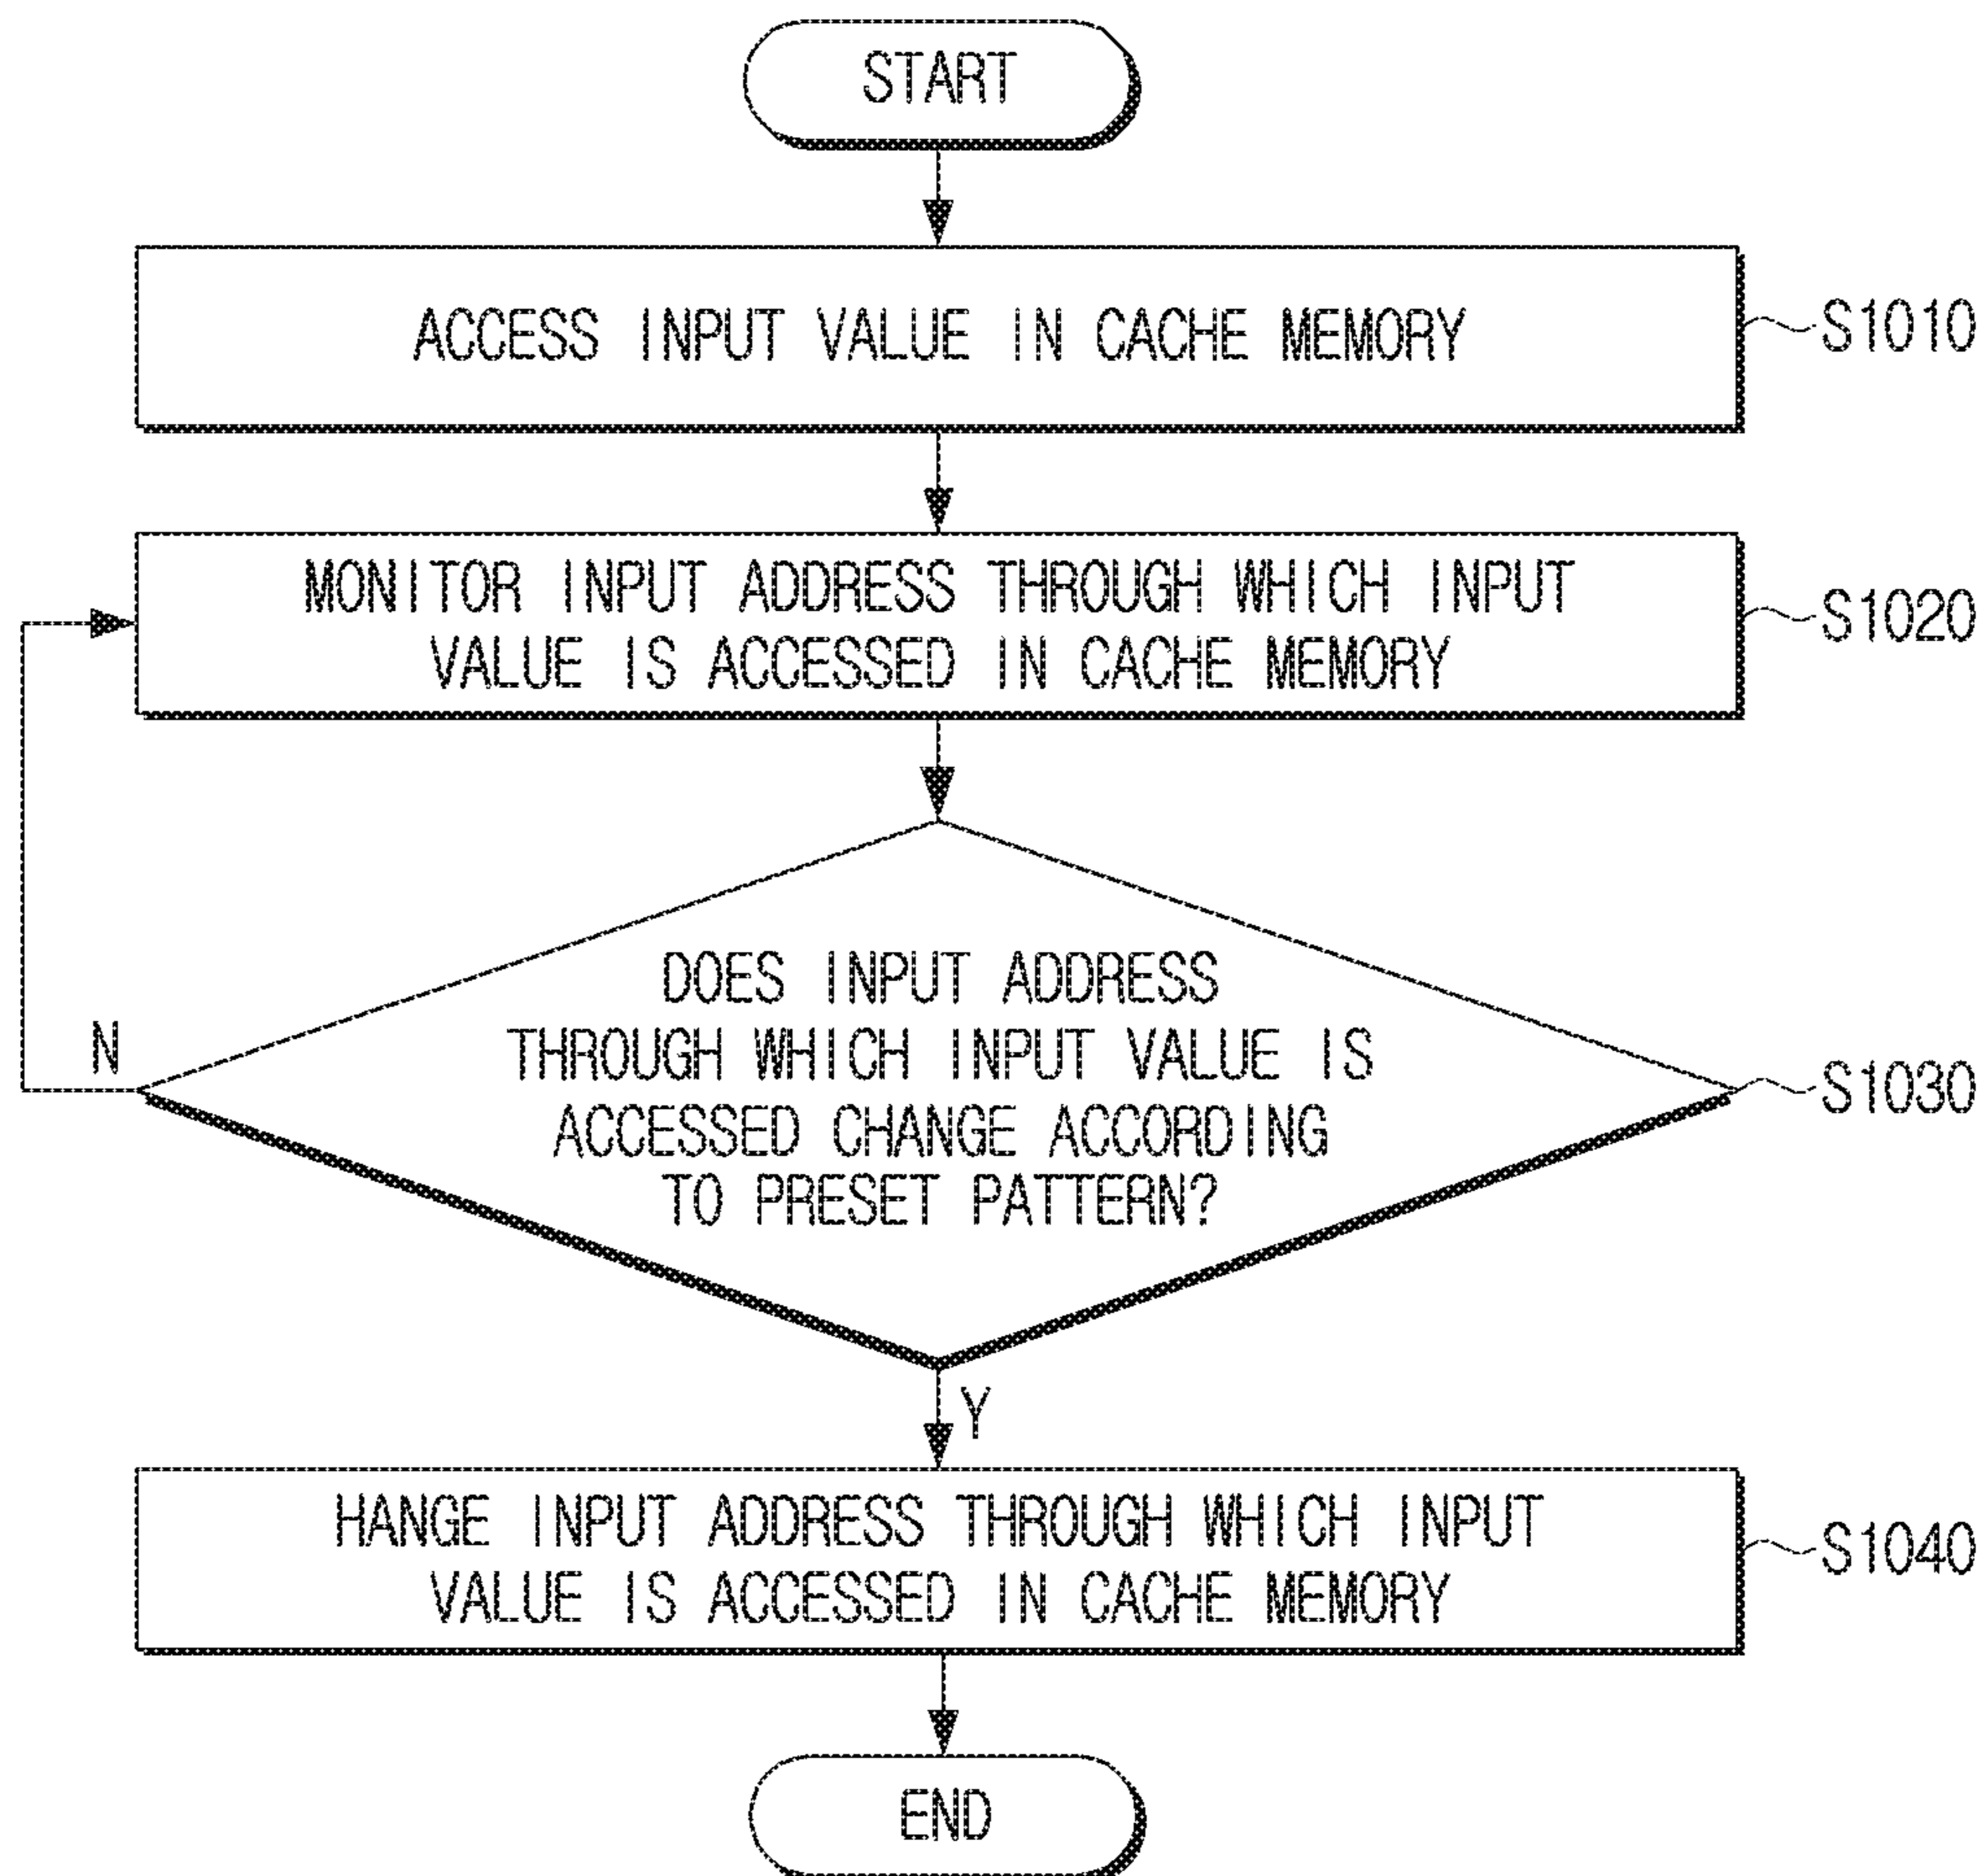 START
ACCESS INPUT VALUE IN CACHE MEMORY
S1010
MONITOR INPUT ADDRESS THROUGH WHICH INPUT
VALUE IS ACCESSED IN CACHE MEMORY
S1020
DOES INPUT ADDRESS
THROUGH WHICH INPUT VALUE IS
ACCESSED CHANGE ACCORDING
TO PRESET PATTERN?
N
S1030
Y
HANGE INPUT ADDRESS THROUGH WHICH INPUT
VALUE IS ACCESSED IN CACHE MEMORY
S1040
END